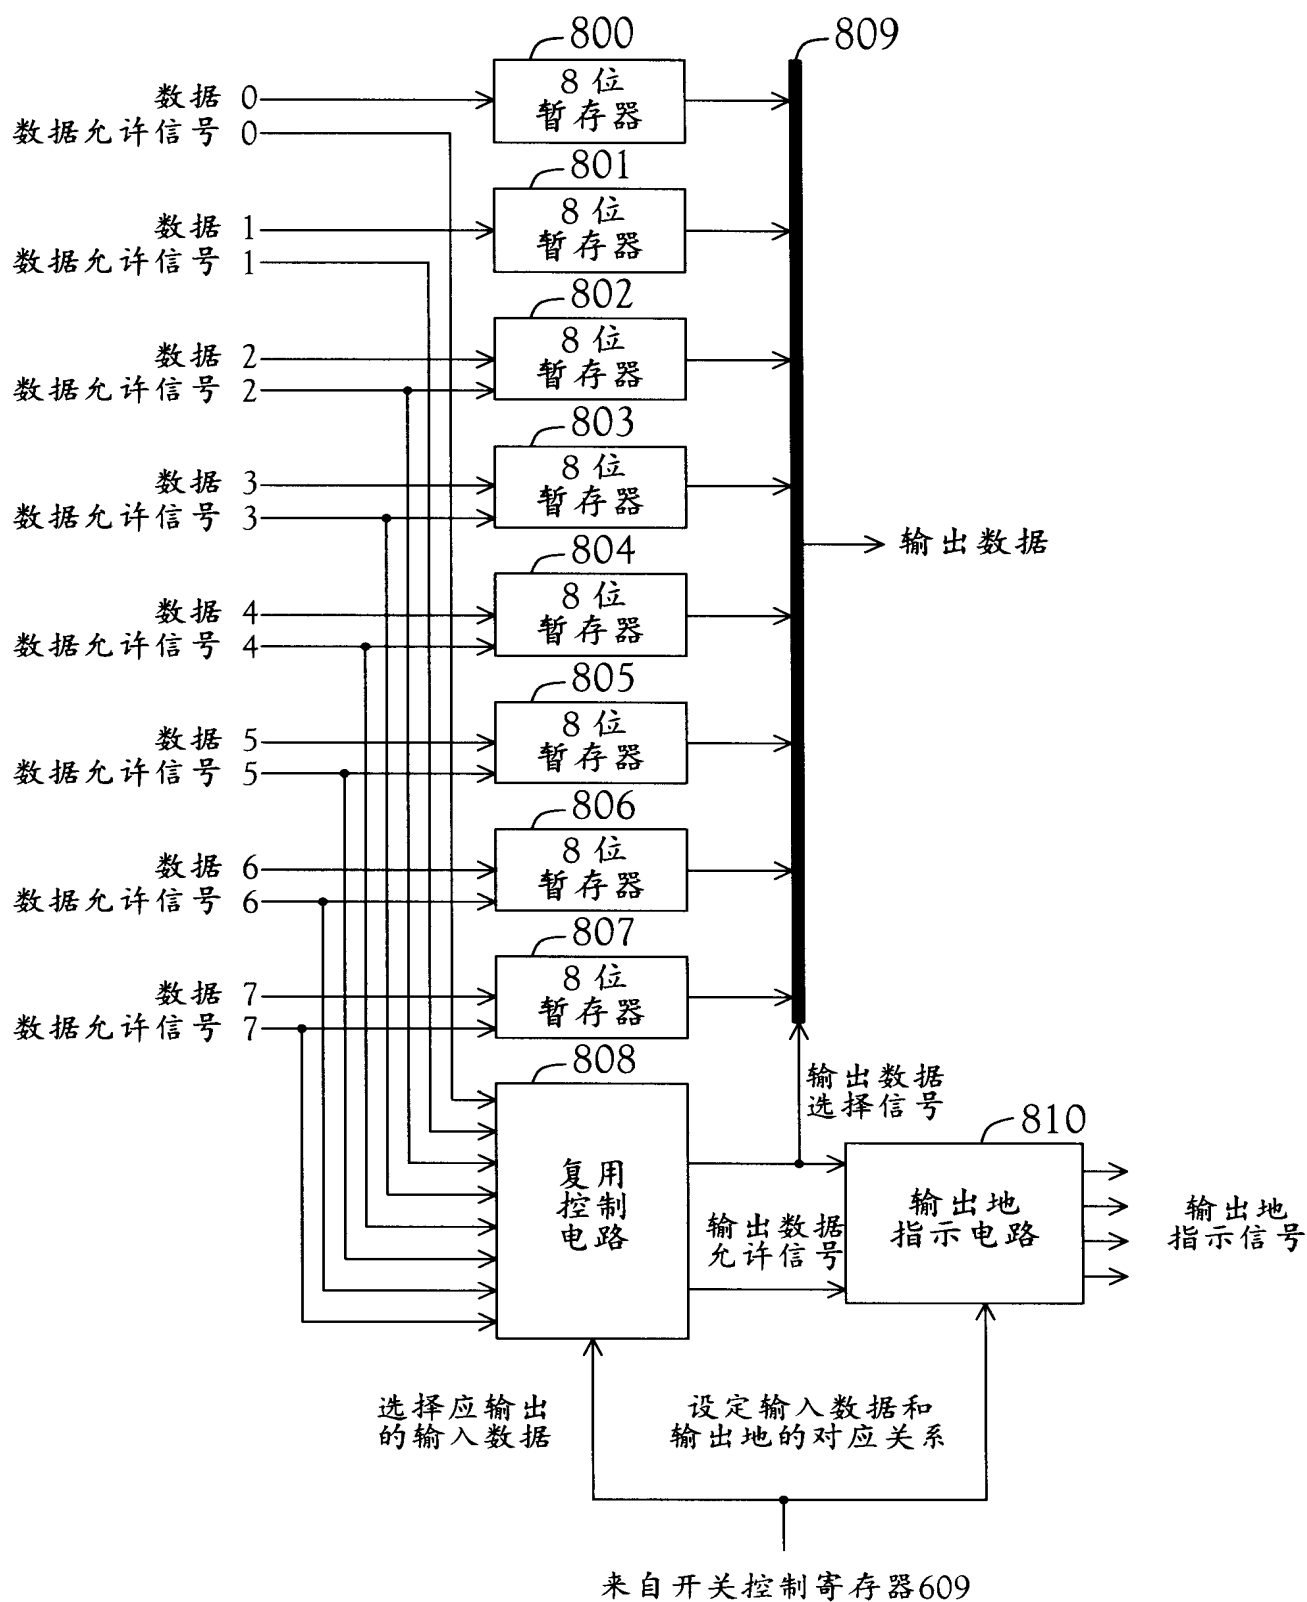 800
809
数据 0
8 位
暂存器
数据允许信号 0
801
数据 1
8 位
暂存器
数据允许信号 1
802
数据 2
8 位
暂存器
数据允许信号 2
803
数据 3
8 位
暂存器
数据允许信号 3
输出数据
804
数据 4
8 位
暂存器
数据允许信号 4
805
数据 5
8 位
暂存器
数据允许信号 5
806
数据 6
8 位
暂存器
数据允许信号 6
807
数据 7
8 位
暂存器
数据允许信号 7
808
复用
控制
电路
输出数据
选择信号
输出数据
允许信号
810
输出地
指示电路
输出地
指示信号
选择应输出
的输入数据
设定输入数据和
输出地的对应关系
来自开关控制寄存器609